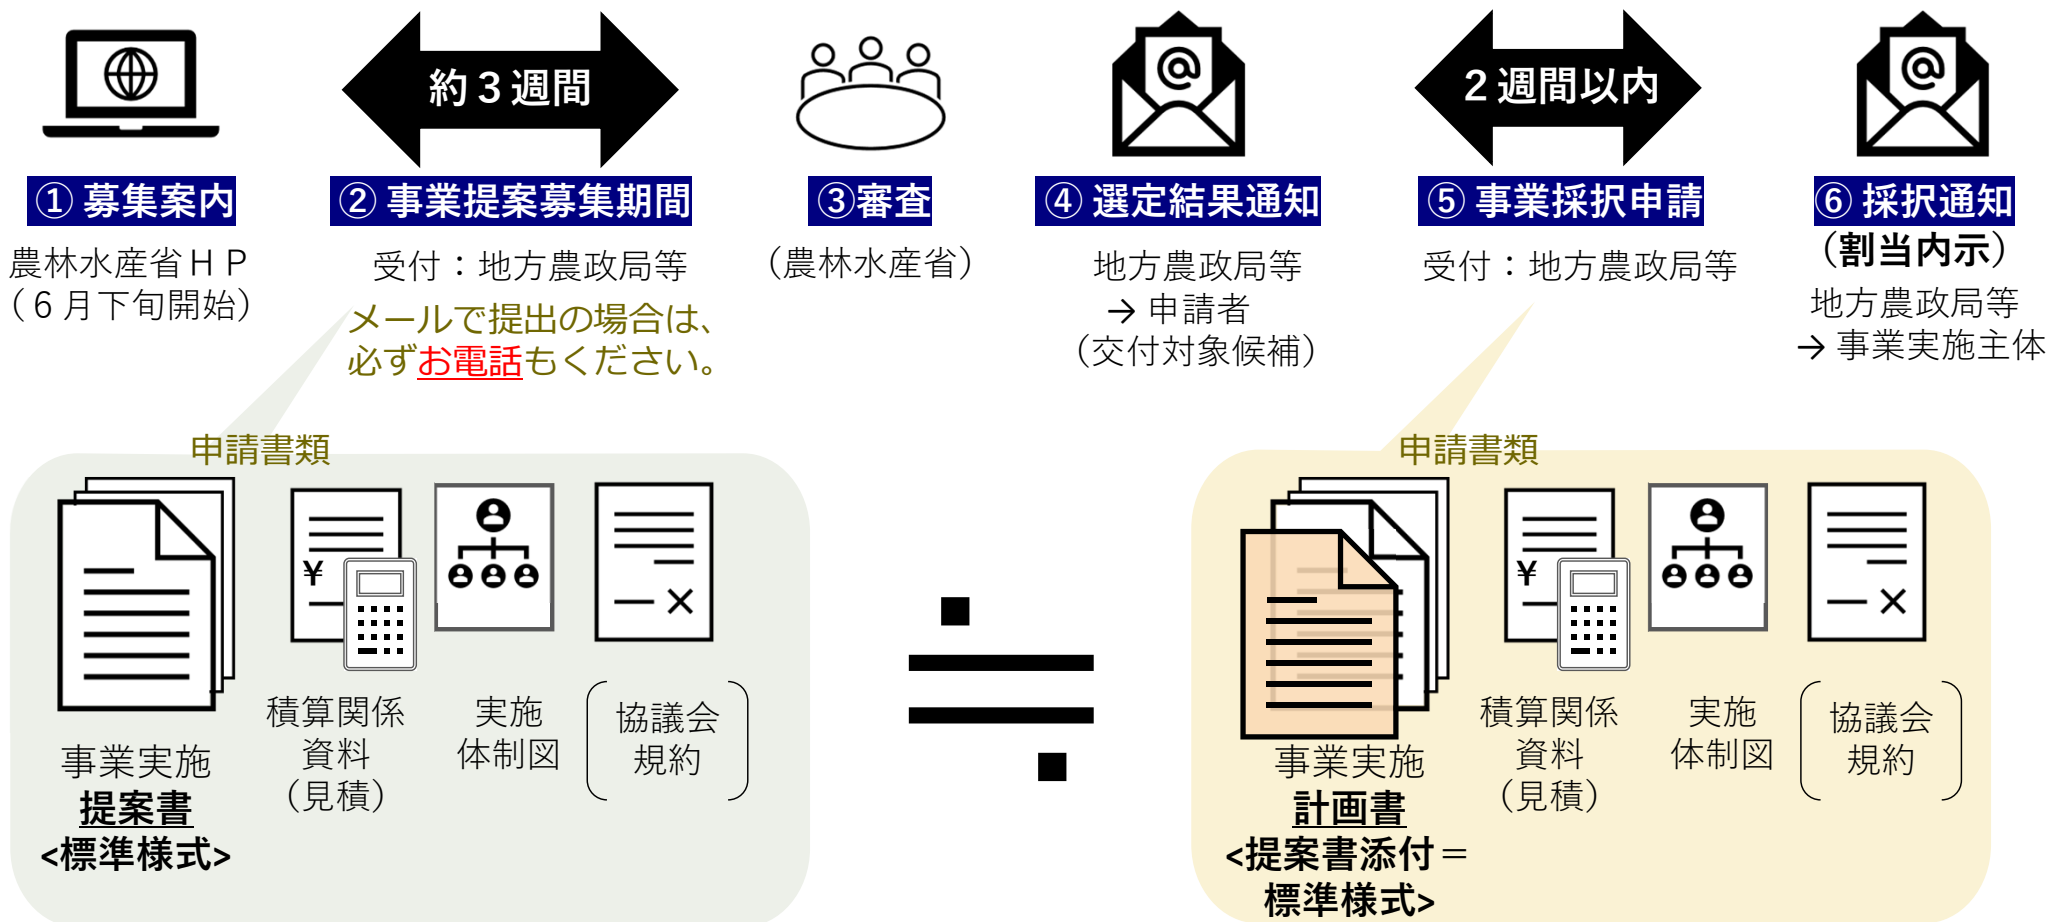 約３週間
２週間以内
① 募集案内
② 事業提案募集期間
③審査
④ 選定結果通知
⑤ 事業採択申請
⑥ 採択通知
（割当内示）
農林水産省ＨＰ
（６月下旬開始）
受付：地方農政局等
メールで提出の場合は、
必ずお電話もください。
（農林水産省）
地方農政局等
→ 申請者
（交付対象候補）
受付：地方農政局等
地方農政局等
→ 事業実施主体
申請書類
¥
事業実施
提案書
<標準様式>
積算関係
資料
（見積）
実施
体制図
協議会
規約
≒
申請書類
¥
事業実施
計画書
<提案書添付＝
標準様式>
積算関係
資料
（見積）
実施
体制図
協議会
規約